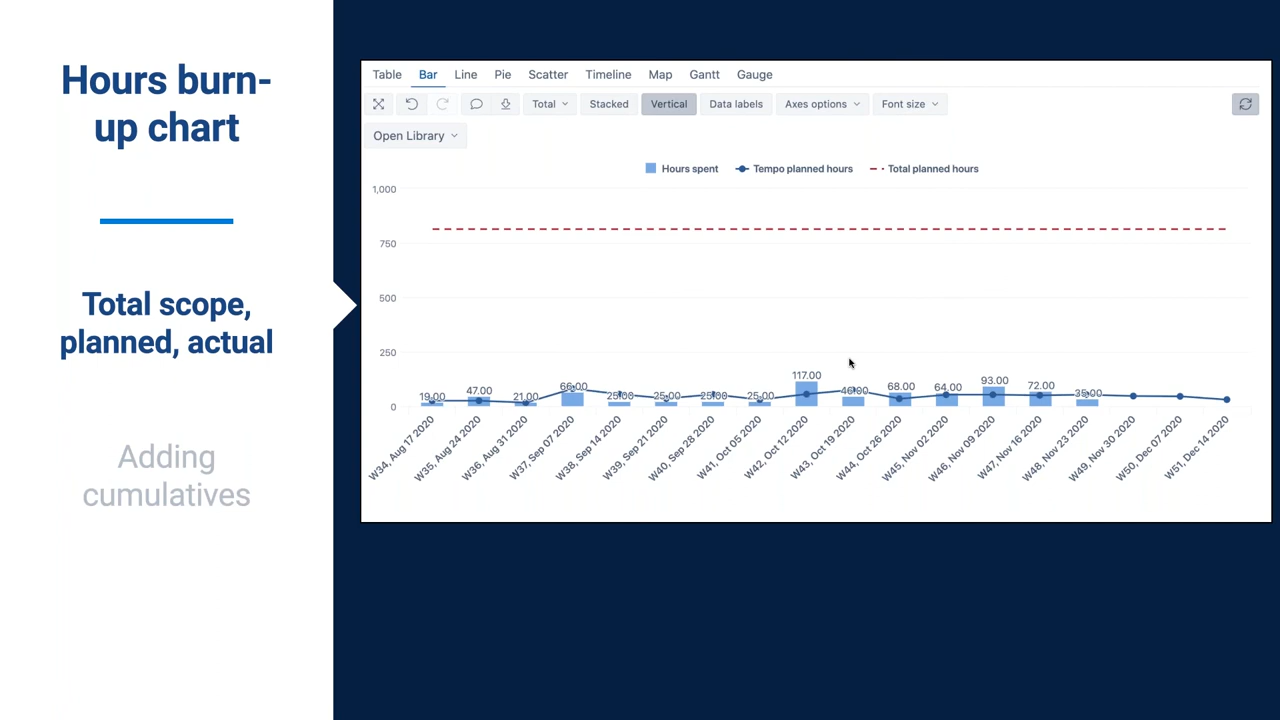 Hours burn-
up chart
Total scope,
planned, actual
Adding
cumulatives
Table Bar Line Pie Scatter Timeline Map Gantt Gauge
Total Stacked Vertical Data labels Axes options Font size
Open Library
Hours spent Tempo planned hours Total planned hours
1,000
750
500
250
0
19.00 47.00 21.00 66.00 25.00 25.00 25.00 25.00 117.00 46.00 68.00 64.00 93.00 72.00 35.00
W34, Aug 17 2020
W35, Aug 24 2020
W36, Aug 31 2020
W37, Sep 07 2020
W38, Sep 14 2020
W39, Sep 21 2020
W40, Sep 28 2020
W41, Oct 05 2020
W42, Oct 12 2020
W43, Oct 19 2020
W44, Oct 26 2020
W45, Nov 02 2020
W46, Nov 09 2020
W47, Nov 16 2020
W48, Nov 23 2020
W49, Nov 30 2020
W50, Dec 07 2020
W51, Dec 14 2020